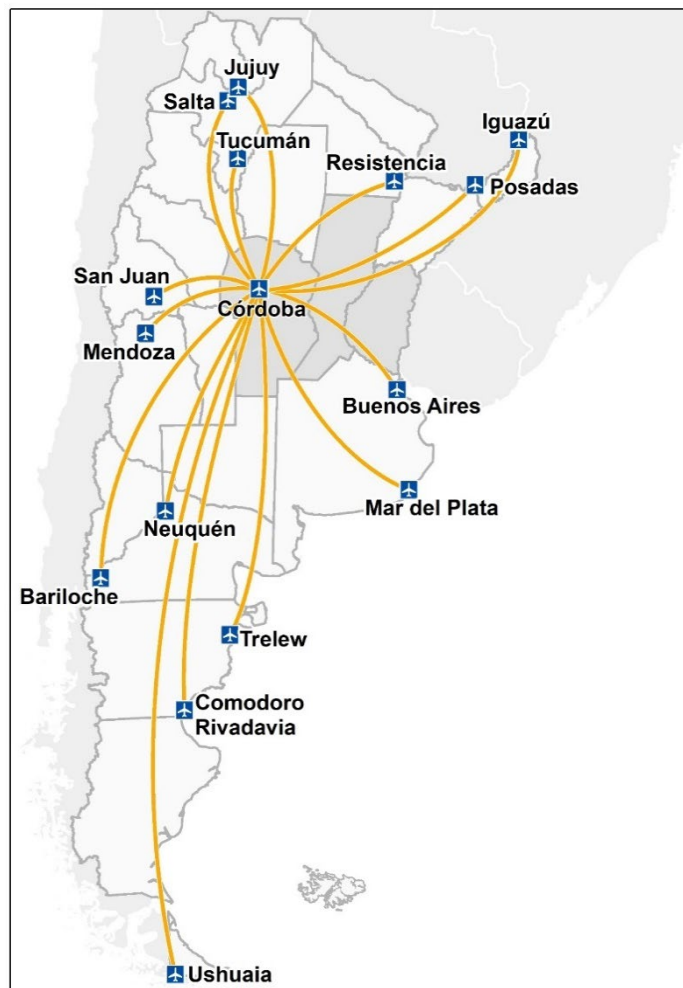 Jujuy
Salta
Iguazú
Tucumán
Resistencia
Posadas
San Juan
Córdoba
Mendoza
Buenos Aires
Mar del Plata
Neuquén
Bariloche
Trelew
Comodoro
Rivadavia
Ushuaia